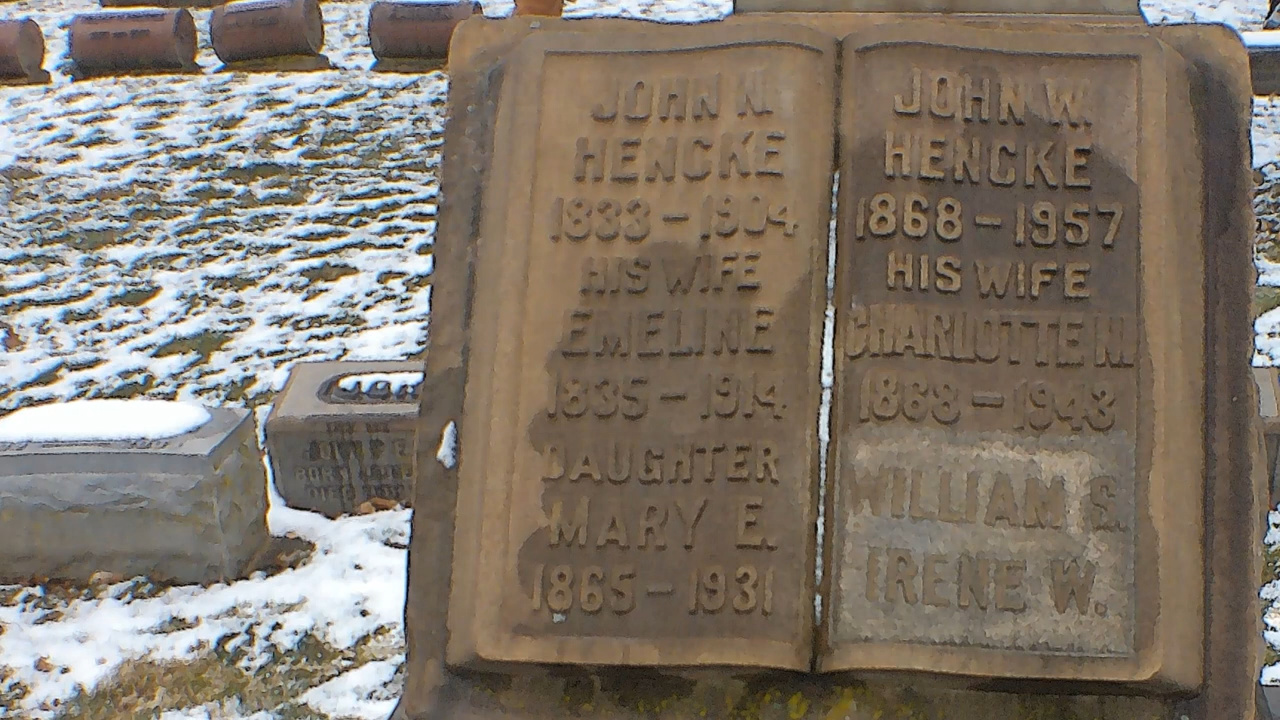 JOHN N.
HENCKE
1833 – 1904
HIS WIFE
EMELINE
1835 – 1914
DAUGHTER
MARY E.
1865 – 1931
JOHN W.
HENCKE
1868 – 1957
HIS WIFE
CHARLOTTE N.
1868 – 1943
WILLIAM S.
IRENE W.